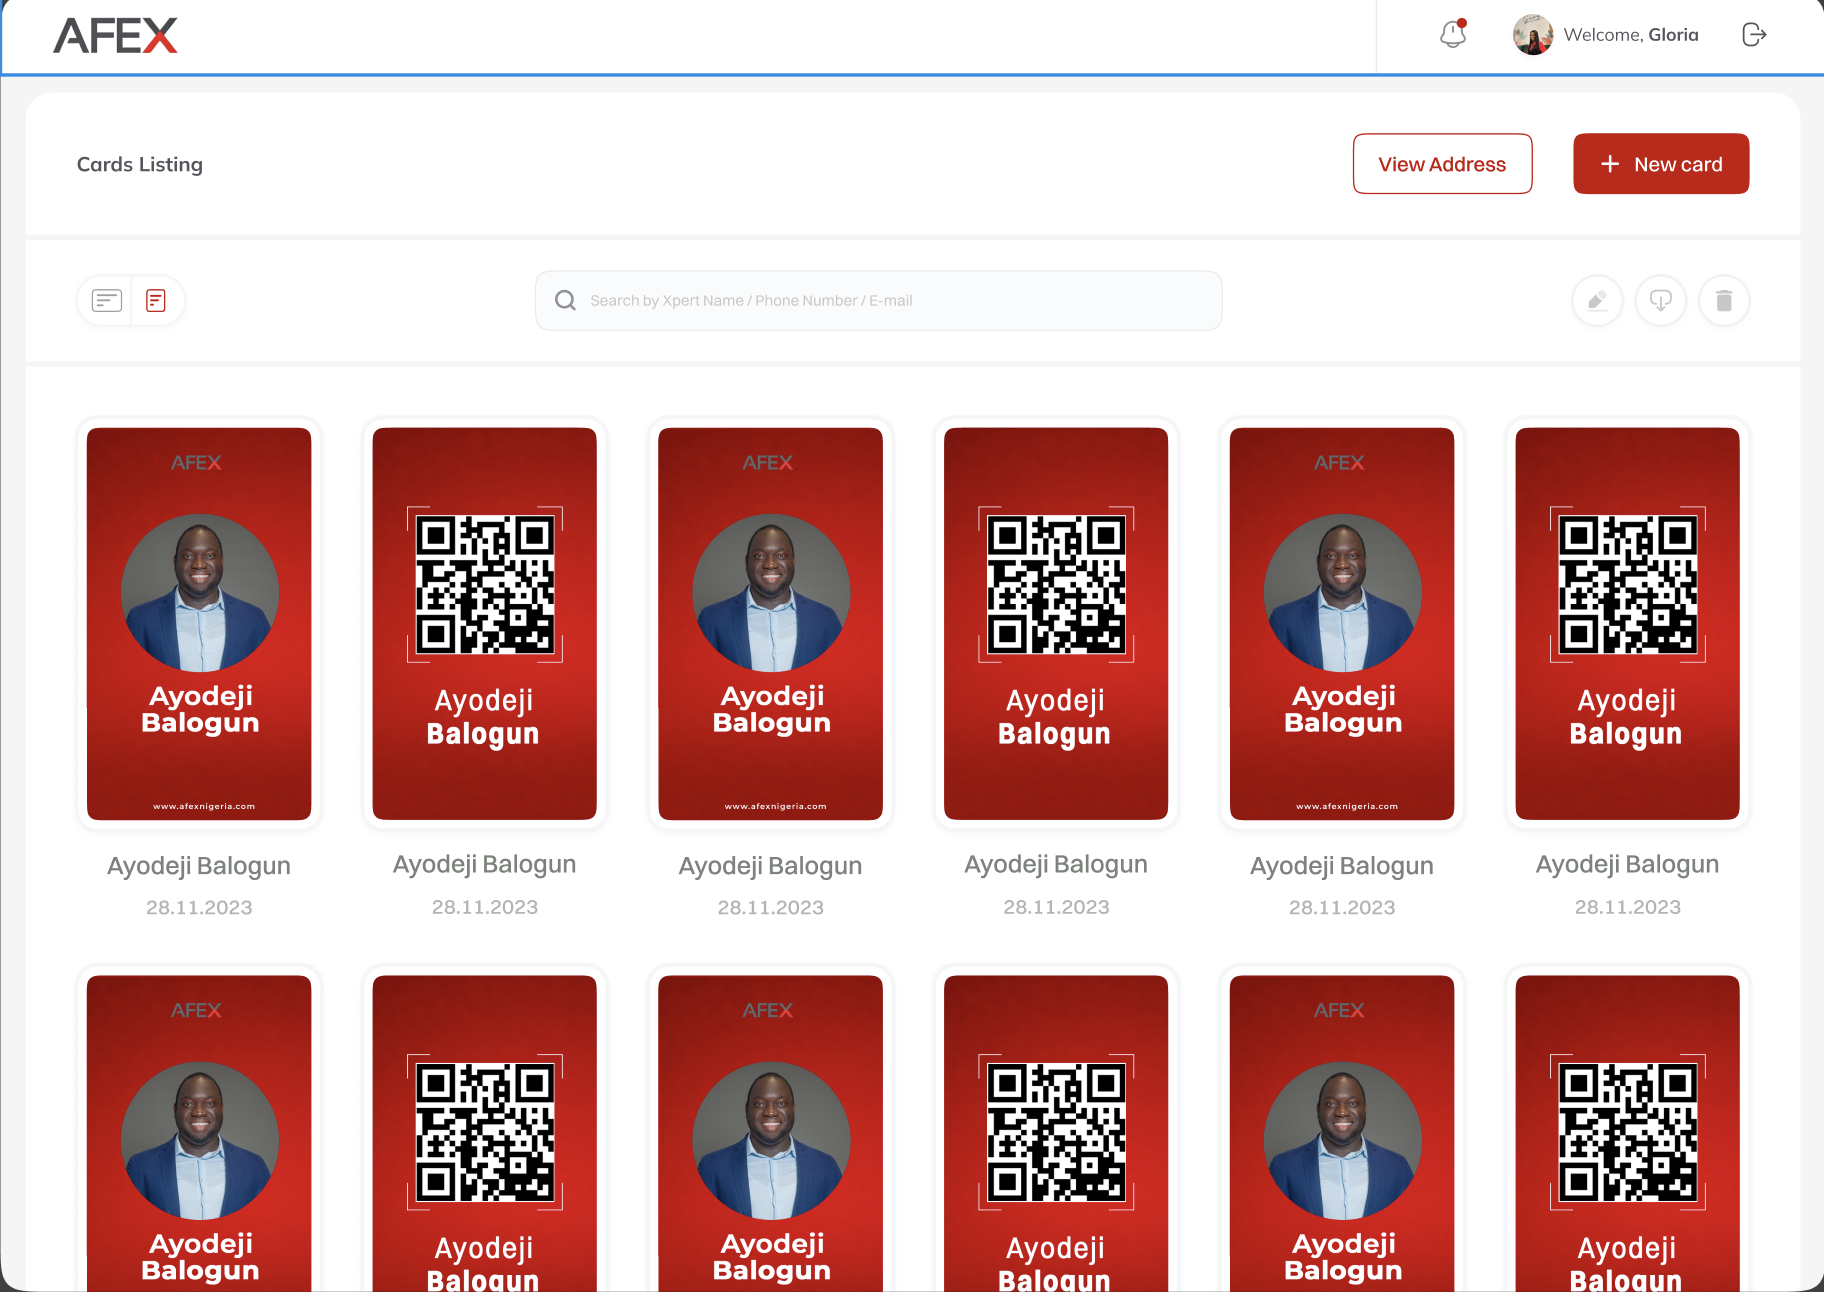 AFEX
Welcome, Gloria
Cards Listing
View Address
+ New card
Search by Xpert Name / Phone Number / E-mail
AFEX
AFEX
AFEX
Ayodeji
Balogun
www.afexnigeria.com
Ayodeji
Balogun
Ayodeji
Balogun
www.afexnigeria.com
Ayodeji
Balogun
Ayodeji
Balogun
www.afexnigeria.com
Ayodeji
Balogun
Ayodeji Balogun
Ayodeji Balogun
Ayodeji Balogun
Ayodeji Balogun
Ayodeji Balogun
Ayodeji Balogun
28.11.2023
28.11.2023
28.11.2023
28.11.2023
28.11.2023
28.11.2023
AFEX
AFEX
AFEX
Ayodeji
Balogun
Ayodeji
Balogun
Ayodeji
Balogun
Ayodeji
Balogun
Ayodeji
Balogun
Ayodeji
Balogun